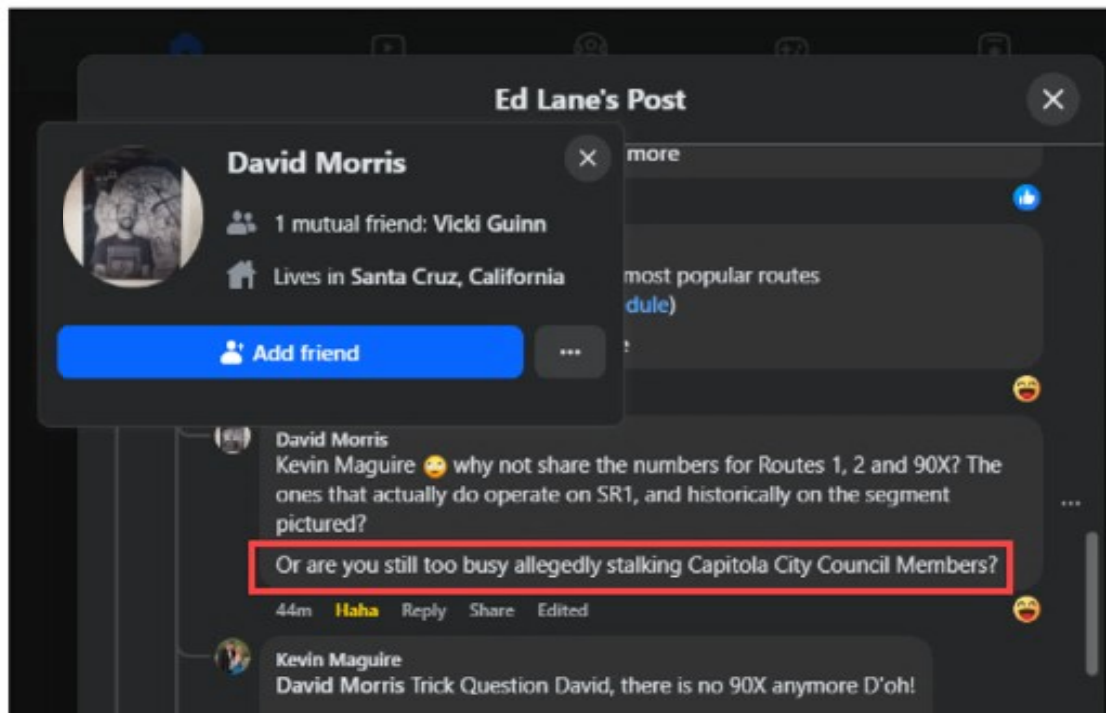 Ed Lane's Post
David Morris
1 mutual friend: Vicki Guinn
Lives in Santa Cruz, California
Add friend
more
most popular routes
dule)
David Morris
Kevin Maguire 🙄 why not share the numbers for Routes 1, 2 and 90X? The
ones that actually do operate on SR1, and historically on the segment
pictured?
Or are you still too busy allegedly stalking Capitola City Council Members?
44m Haha Reply Share Edited
Kevin Maguire
David Morris Trick Question David, there is no 90X anymore D'oh!